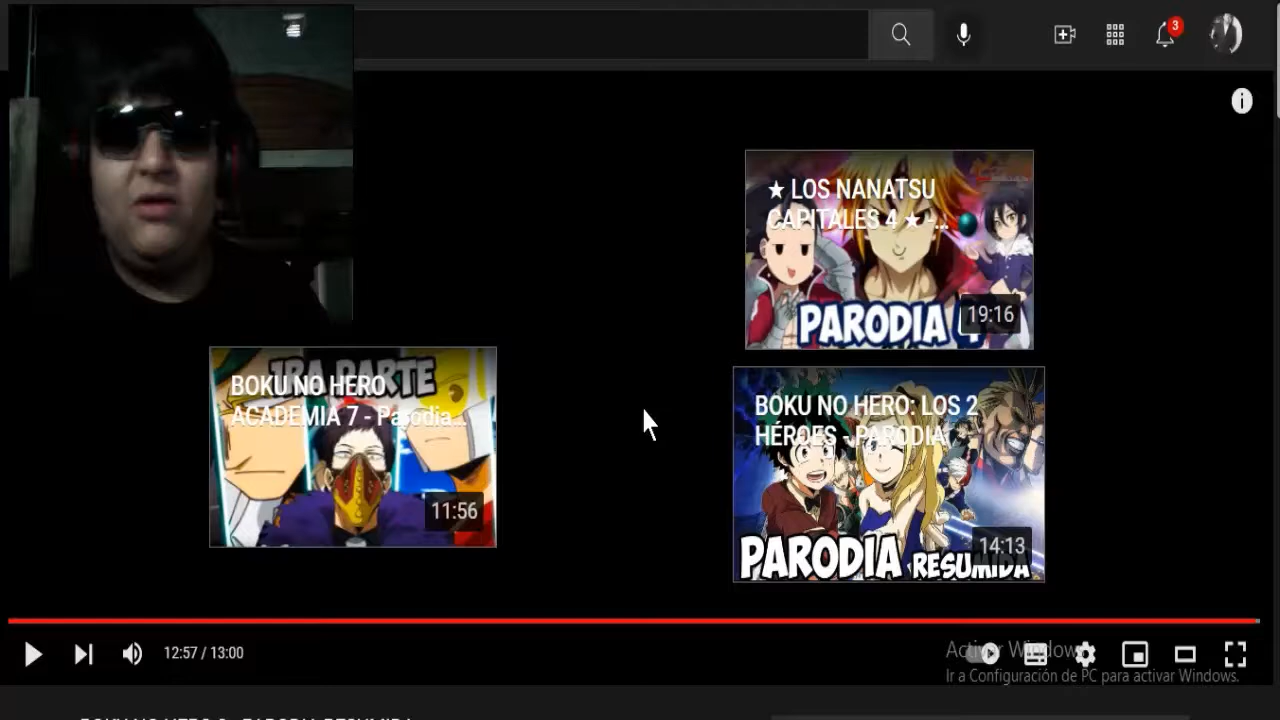 3
★ LOS NANATSU
CAPITALES 4 ★ -...
PARODIA 4
19:16
1RA PARTE
BOKU NO HERO
ACADEMIA 7 - Parodia...
11:56
BOKU NO HERO: LOS 2
HÉROES - PARODIA
14:13
PARODIA RESUMIDA
12:57 / 13:00
Activar Windows
Ir a Configuración de PC para activar Windows.